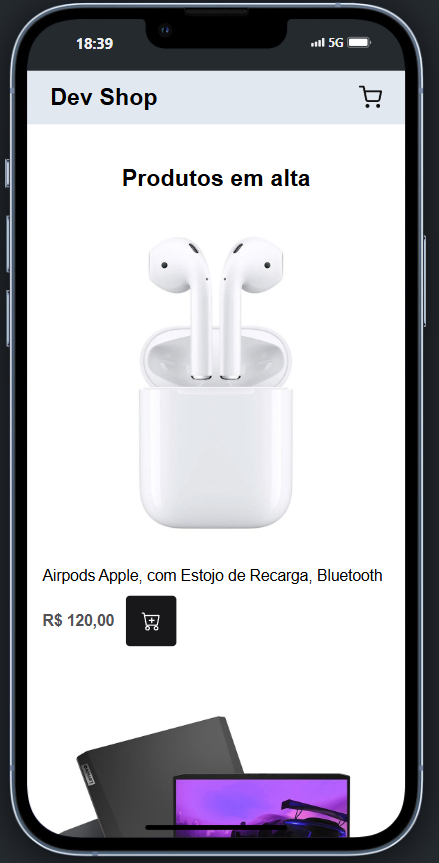 18:39
5G
Dev Shop
Produtos em alta
Airpods Apple, com Estojo de Recarga, Bluetooth
R$ 120,00